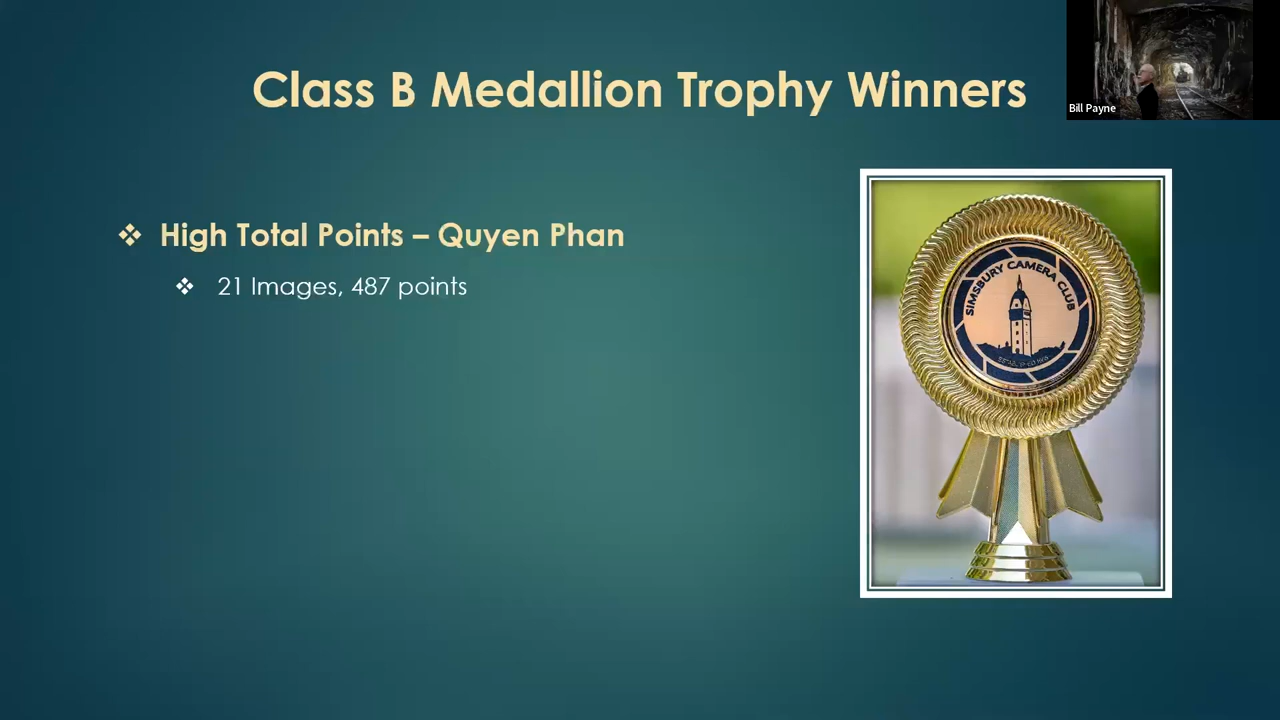 Class B Medallion Trophy Winners
Bill Payne
❖ High Total Points – Quyen Phan
❖ 21 Images, 487 points
SIMSBURY CAMERA CLUB